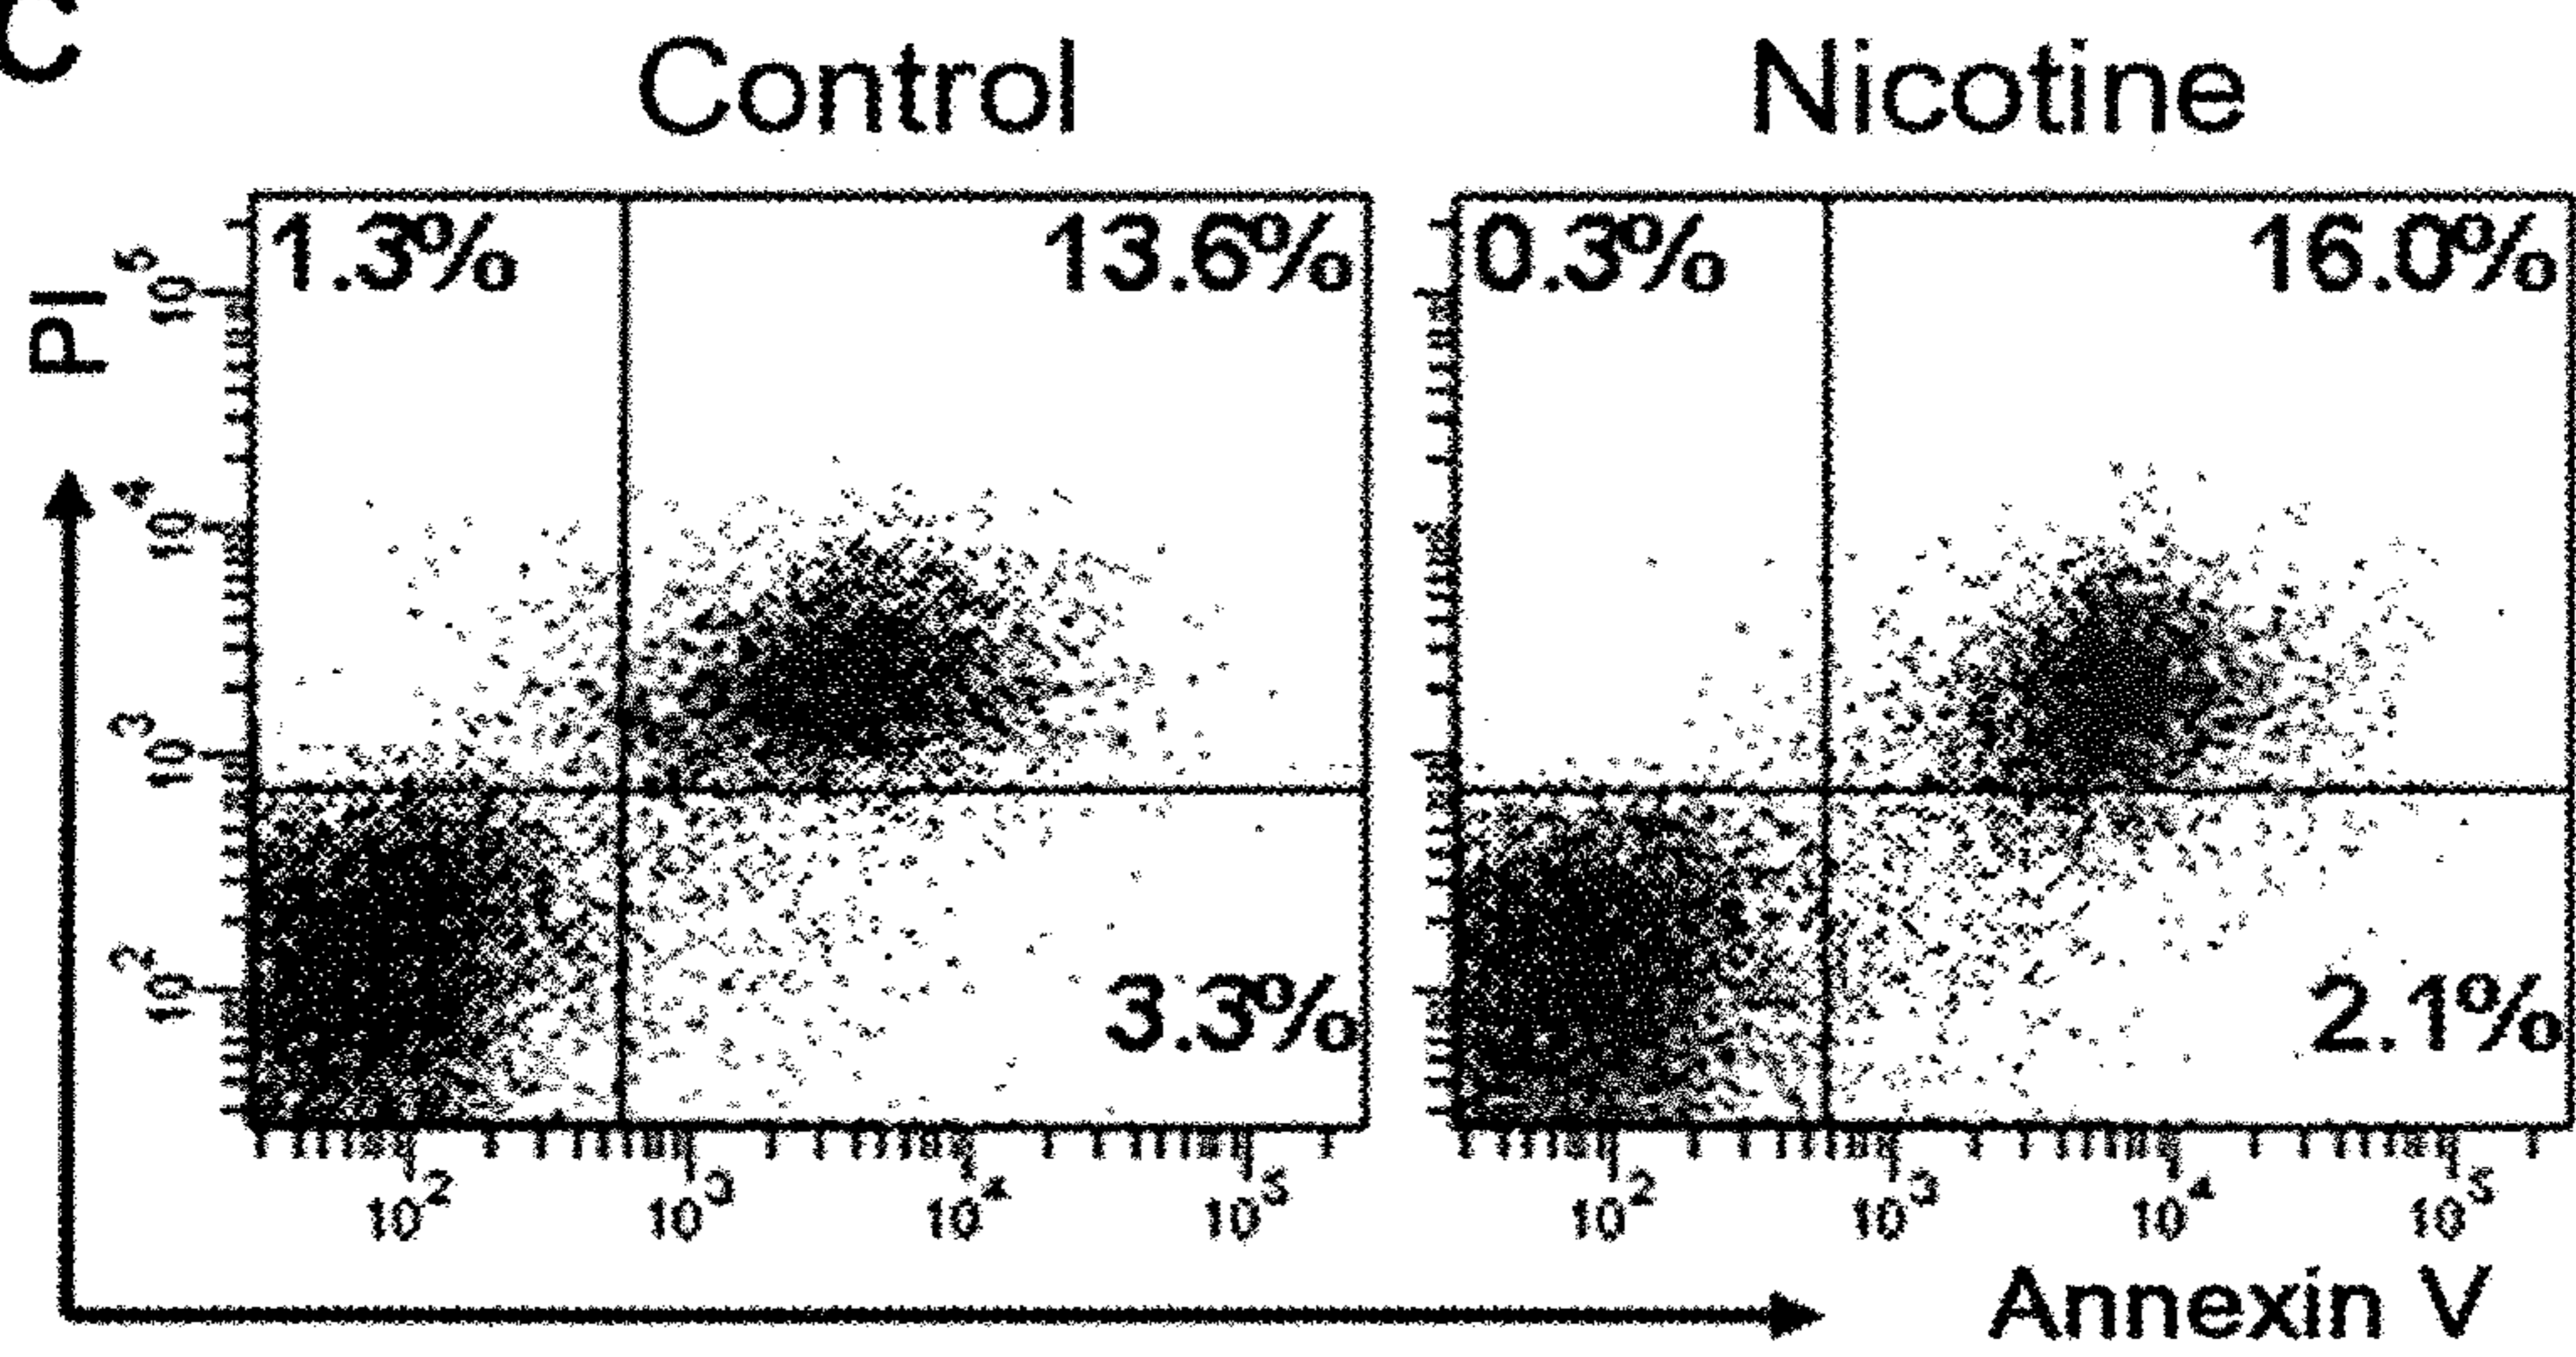 C
Control Nicotine
1.3% 13.6% 0.3% 16.0%
PI
10^5
10^4
10^3
10^2
3.3% 2.1%
10^2 10^3 10^4 10^5 10^2 10^3 10^4 10^5
Annexin V